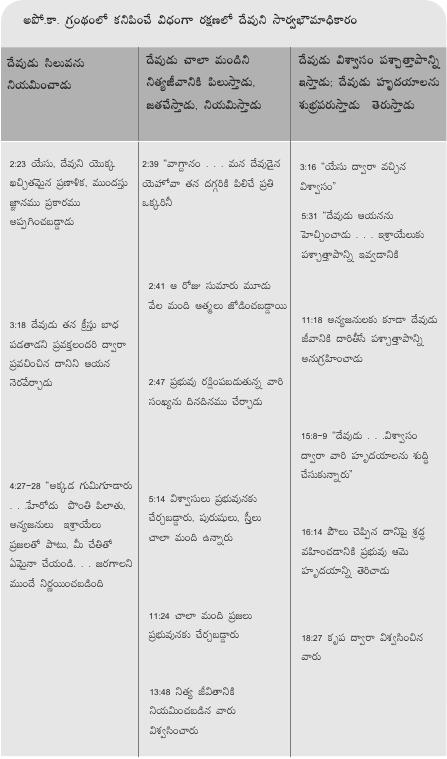 అపో.కా. గ్రంథంలో కనిపించే విధంగా రక్షణలో దేవుని సార్వభౌమాధికారం
దేవుడు సిలువను
నియమించాడు
దేవుడు చాలా మందిని
నిత్యజీవానికి పిలుస్తాడు,
జతచేస్తాడు, నియమిస్తాడు
దేవుడు విశ్వాసం పశ్చాత్తాపాన్ని
ఇస్తాడు; దేవుడు హృదయాలను
శుభ్రపరుస్తాడు తెరుస్తాడు
2:23 యేసు, దేవుని యొక్క
ఖచ్చితమైన ప్రణాళిక, ముందస్తు
జ్ఞానము ప్రకారము
అప్పగించబడ్డాడు
3:18 దేవుడు తన క్రీస్తు బాధ
పడతాడని ప్రవక్తలందరి ద్వారా
ప్రవచించిన దానిని ఆయన
నెరవేర్చాడు
4:27-28 "అక్కడ గుమిగూడారు
. . .హేరోదు పొంతి పిలాతు,
అన్యజనులు ఇశ్రాయేలు
ప్రజలతో పాటు, మీ చేతితో
ఏమైనా చేయండి. . . జరగాలని
ముందే నిర్ణయించబడింది
2:39 "వాగ్దానం . . . మన దేవుడైన
యెహోవా తన దగ్గరికి పిలిచే ప్రతి
ఒక్కరినీ
2:41 ఆ రోజు సుమారు మూడు
వేల మంది ఆత్మలు జోడించబడ్డాయి
2:47 ప్రభువు రక్షింపబడుతున్న వారి
సంఖ్యను దినదినము చేర్చాడు
5:14 విశ్వాసులు ప్రభువునకు
చేర్చబడ్డారు, పురుషులు, స్త్రీలు
చాలా మంది ఉన్నారు
11:24 చాలా మంది ప్రజలు
ప్రభువునకు చేర్చబడ్డారు
13:48 నిత్య జీవితానికి
నియమించబడిన వారు
విశ్వసించారు
3:16 "యేసు ద్వారా వచ్చిన
విశ్వాసం"
5:31 "దేవుడు ఆయనను
హెచ్చించాడు . . . ఇశ్రాయేలుకు
పశ్చాత్తాపాన్ని ఇవ్వడానికి
11:18 అన్యజనులకు కూడా దేవుడు
జీవానికి దారితీసే పశ్చాత్తాపాన్ని
అనుగ్రహించాడు
15:8-9 "దేవుడు . . .విశ్వాసం
ద్వారా వారి హృదయాలను శుద్ధి
చేసుకున్నారు"
16:14 పౌలు చెప్పిన దానిపై శ్రద్ధ
వహించడానికి ప్రభువు ఆమె
హృదయాన్ని తెరిచాడు
18:27 కృప ద్వారా విశ్వసించిన
వారు